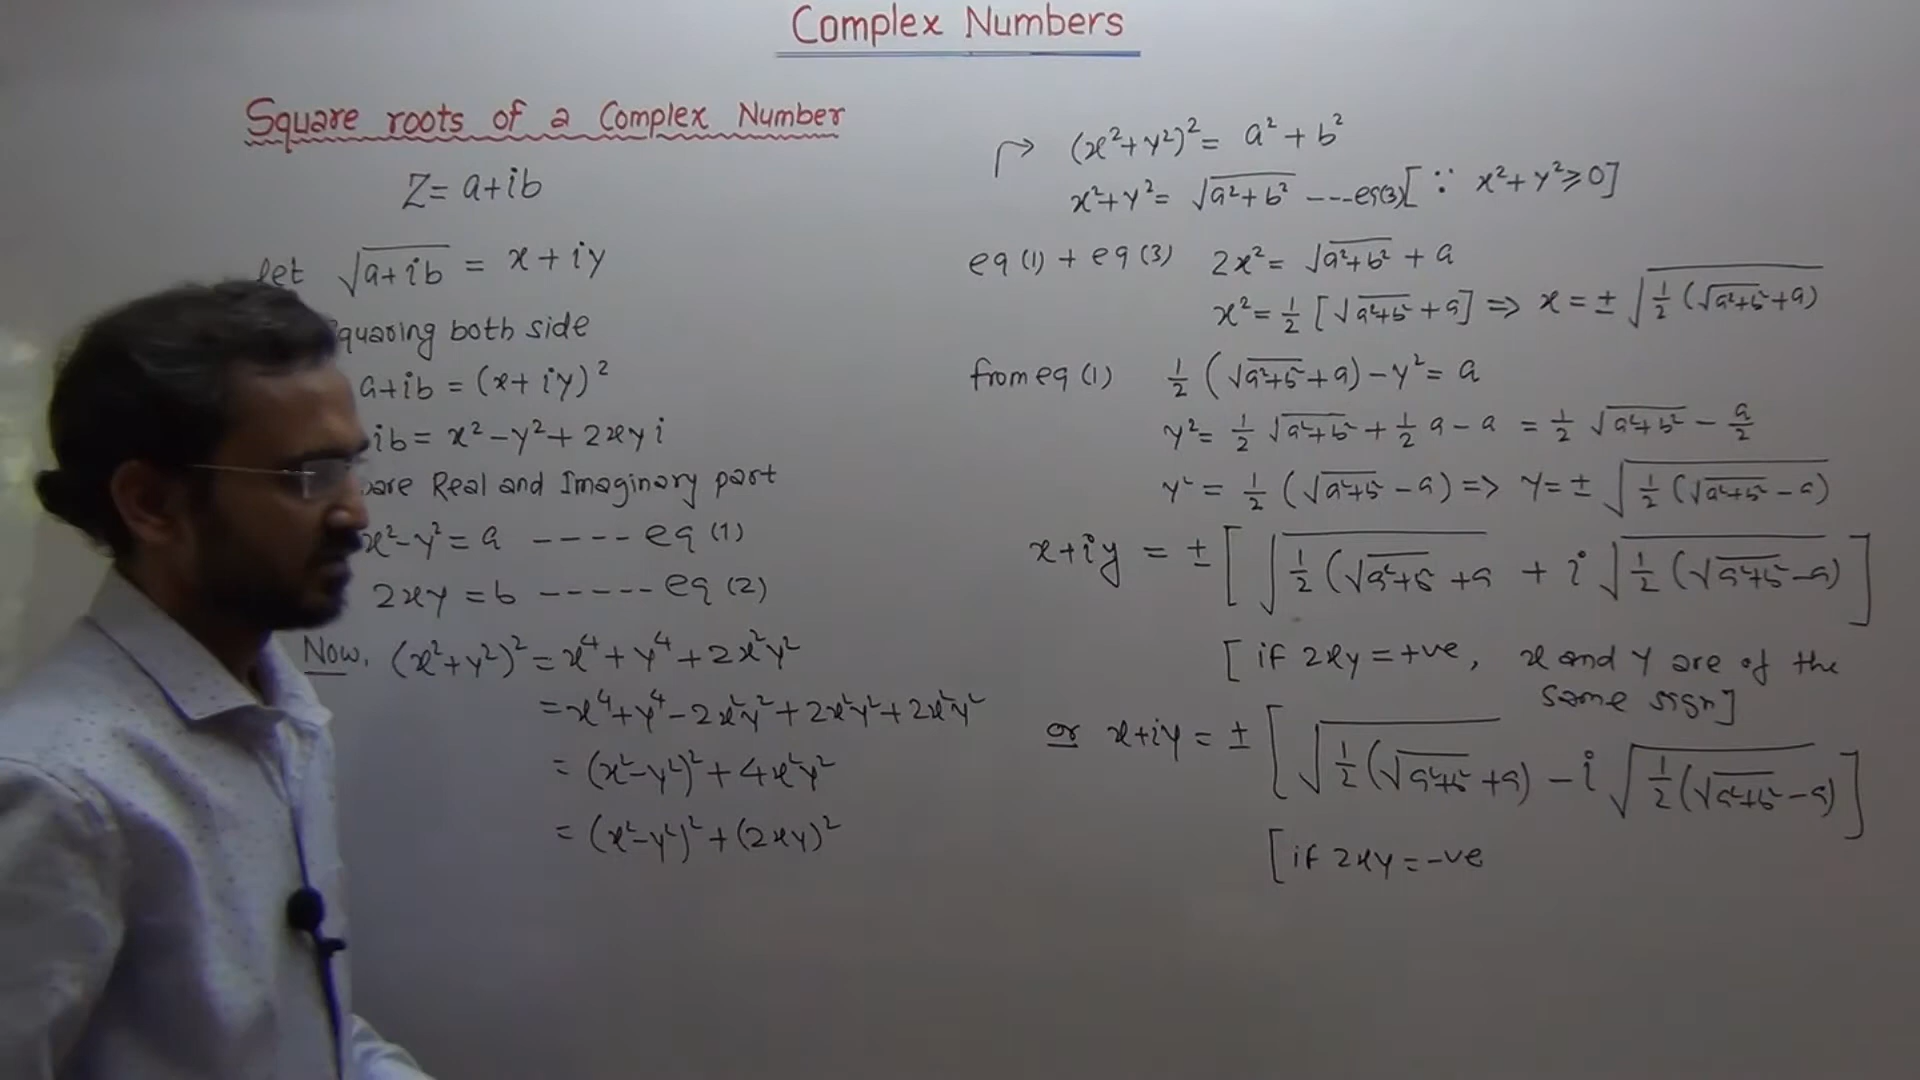 Complex Numbers
Square roots of a Complex Number
Z= a+ib
let √(a+ib) = x+iy
quaring both side
a+ib = (x+iy)²
ib= x²-y²+2xyi
are Real and Imaginary part
x²-y²= a ---- eq (1)
2xy = b ----- eq (2)
Now, (x²+y²)² = x⁴+y⁴+2x²y²
= x⁴+y⁴-2x²y²+2x²y²+2x²y²
= (x²-y²)²+4x²y²
= (x²-y²)²+(2xy)²
(x²+y²)²= a²+b²
x²+y²= √(a²+b²) ---eq(3)[∵ x²+y²≥0]
eq (1) + eq (3) 2x²= √(a²+b²) + a
x²= 1/2 [√(a²+b²) +a] => x = ± √(1/2 (√(a²+b²)+a))
from eq (1) 1/2 (√(a²+b²)+a)-y²= a
y²= 1/2 √(a²+b²) + 1/2 a - a = 1/2 √(a²+b²) - a/2
y² = 1/2 (√(a²+b²) -a) => y= ± √(1/2 (√(a²+b²) -a))
x+iy = ± [√(1/2 (√(a²+b²) +a) + i √(1/2 (√(a²+b²)-a))]
[if 2xy = +ve, x and y are of the
same sign]
or x+iy = ± [√(1/2 (√(a²+b²) +a)) - i √(1/2 (√(a²+b²)-a))]
[if 2xy = -ve